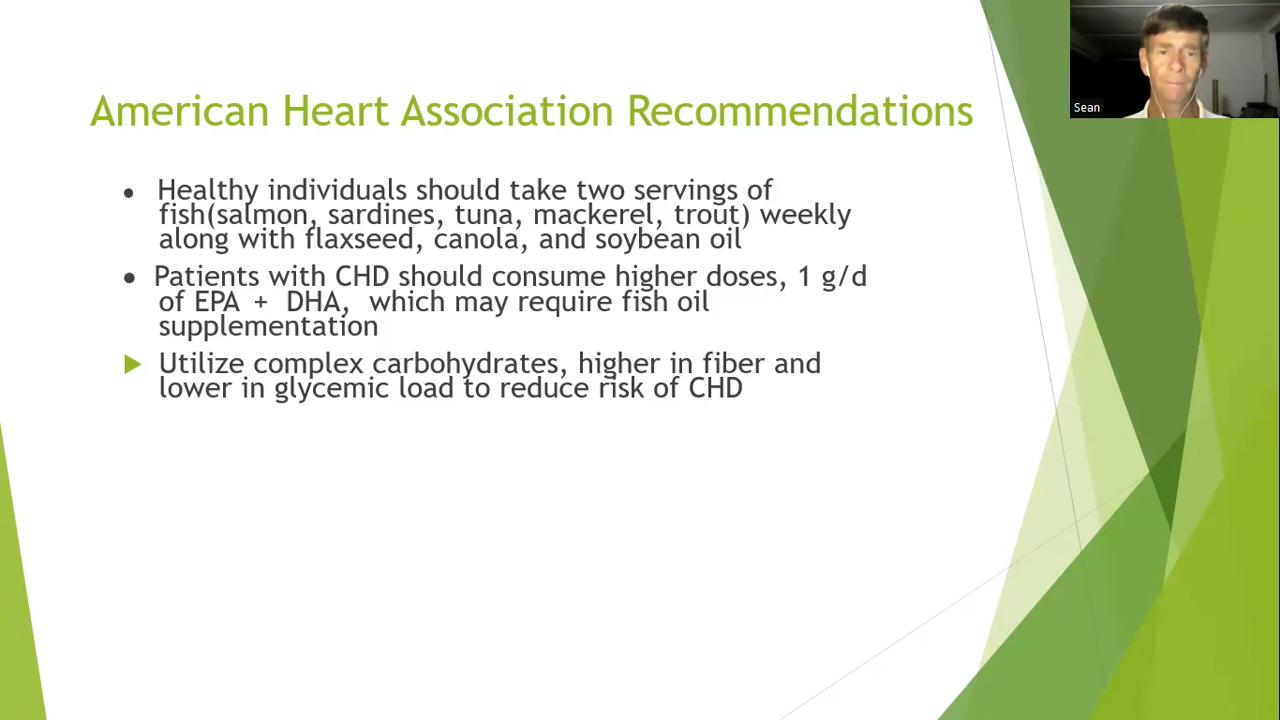 American Heart Association Recommendations
• Healthy individuals should take two servings of
fish(salmon, sardines, tuna, mackerel, trout) weekly
along with flaxseed, canola, and soybean oil
• Patients with CHD should consume higher doses, 1 g/d
of EPA + DHA, which may require fish oil
supplementation
Utilize complex carbohydrates, higher in fiber and
lower in glycemic load to reduce risk of CHD
Sean